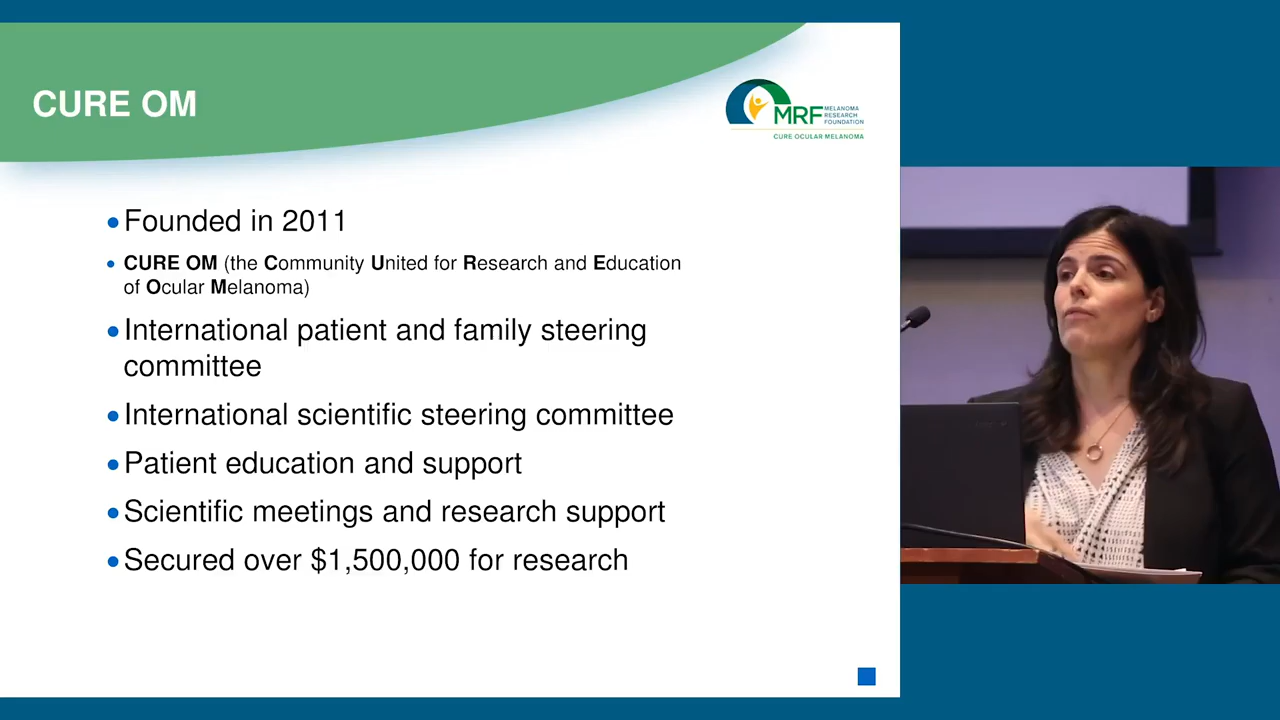 CURE OM
MRF
MELANOMA
RESEARCH
FOUNDATION
CURE OCULAR MELANOMA
Founded in 2011
CURE OM (the Community United for Research and Education
of Ocular Melanoma)
International patient and family steering
committee
International scientific steering committee
Patient education and support
Scientific meetings and research support
Secured over $1,500,000 for research